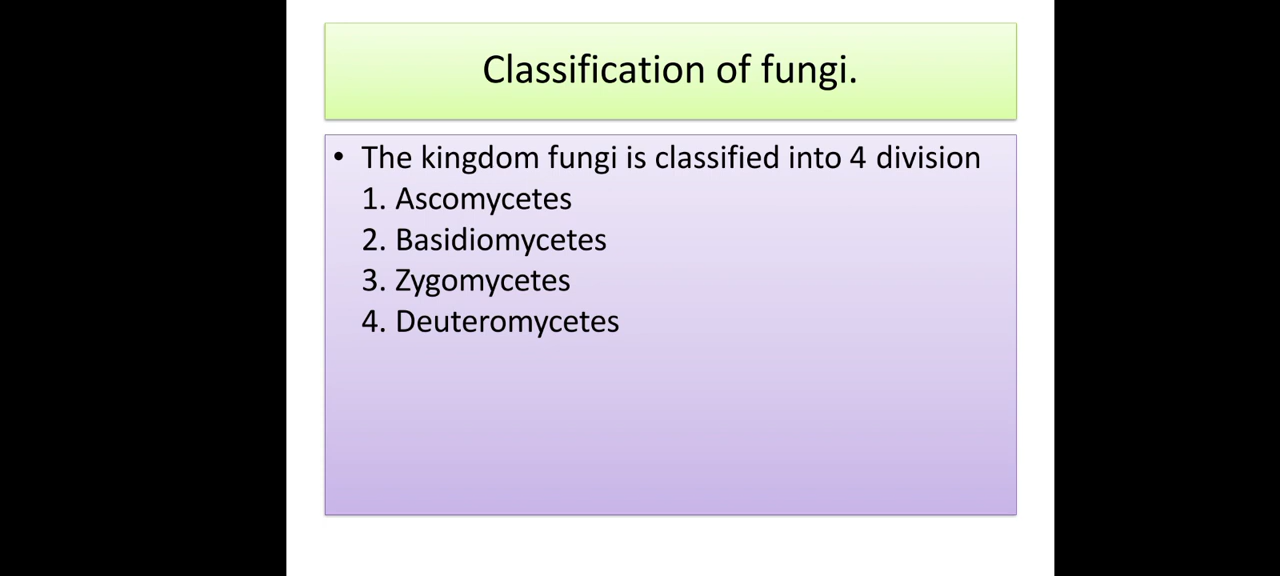 Classification of fungi.
• The kingdom fungi is classified into 4 division
1. Ascomycetes
2. Basidiomycetes
3. Zygomycetes
4. Deuteromycetes